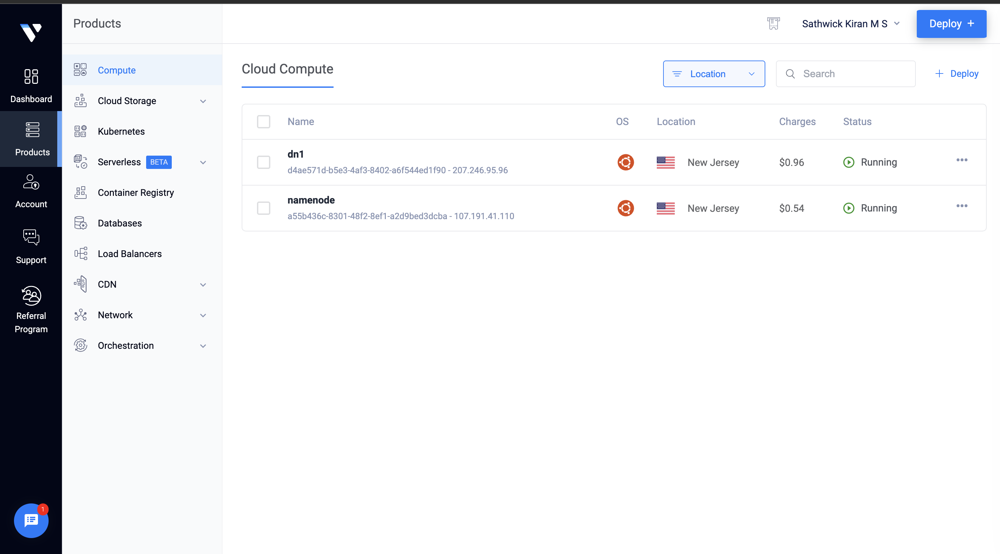 Products
Sathwick Kiran M S
Deploy +
Dashboard
Products
Account
Support
Referral
Program
1
Compute
Cloud Storage
Kubernetes
Serverless BETA
Container Registry
Databases
Load Balancers
CDN
Network
Orchestration
Cloud Compute
Location
Search
+ Deploy
Name OS Location Charges Status
dn1
d4ae571d-b5e3-4af3-8402-a6f544ed1f90 - 207.246.95.96
New Jersey $0.96 Running
namenode
a55b436c-8301-48f2-8ef1-a2d9bed3dcba - 107.191.41.110
New Jersey $0.54 Running